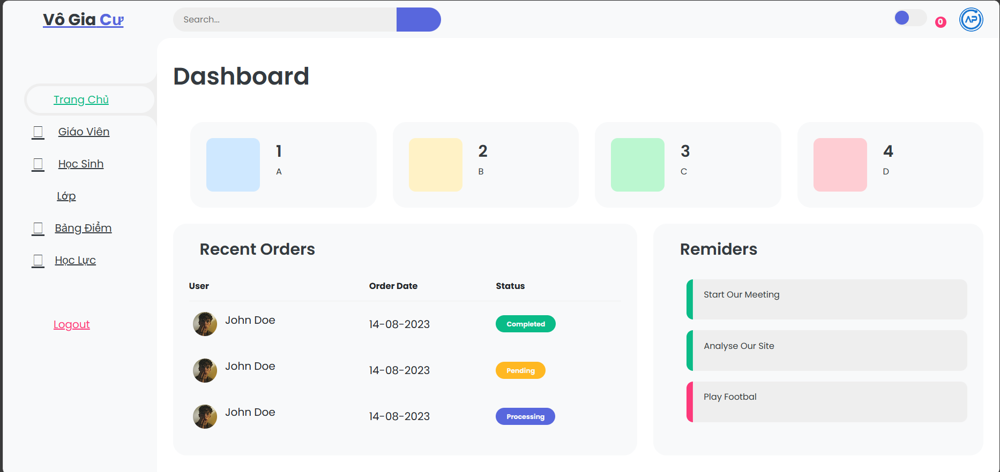 Vô Gia Cư
Search...
0
AP
Dashboard
Trang Chủ
Giáo Viên
Học Sinh
Lớp
Bảng Điểm
Học Lực
Logout
1
A
2
B
3
C
4
D
Recent Orders
User Order Date Status
John Doe 14-08-2023 Completed
John Doe 14-08-2023 Pending
John Doe 14-08-2023 Processing
Remiders
Start Our Meeting
Analyse Our Site
Play Footbal